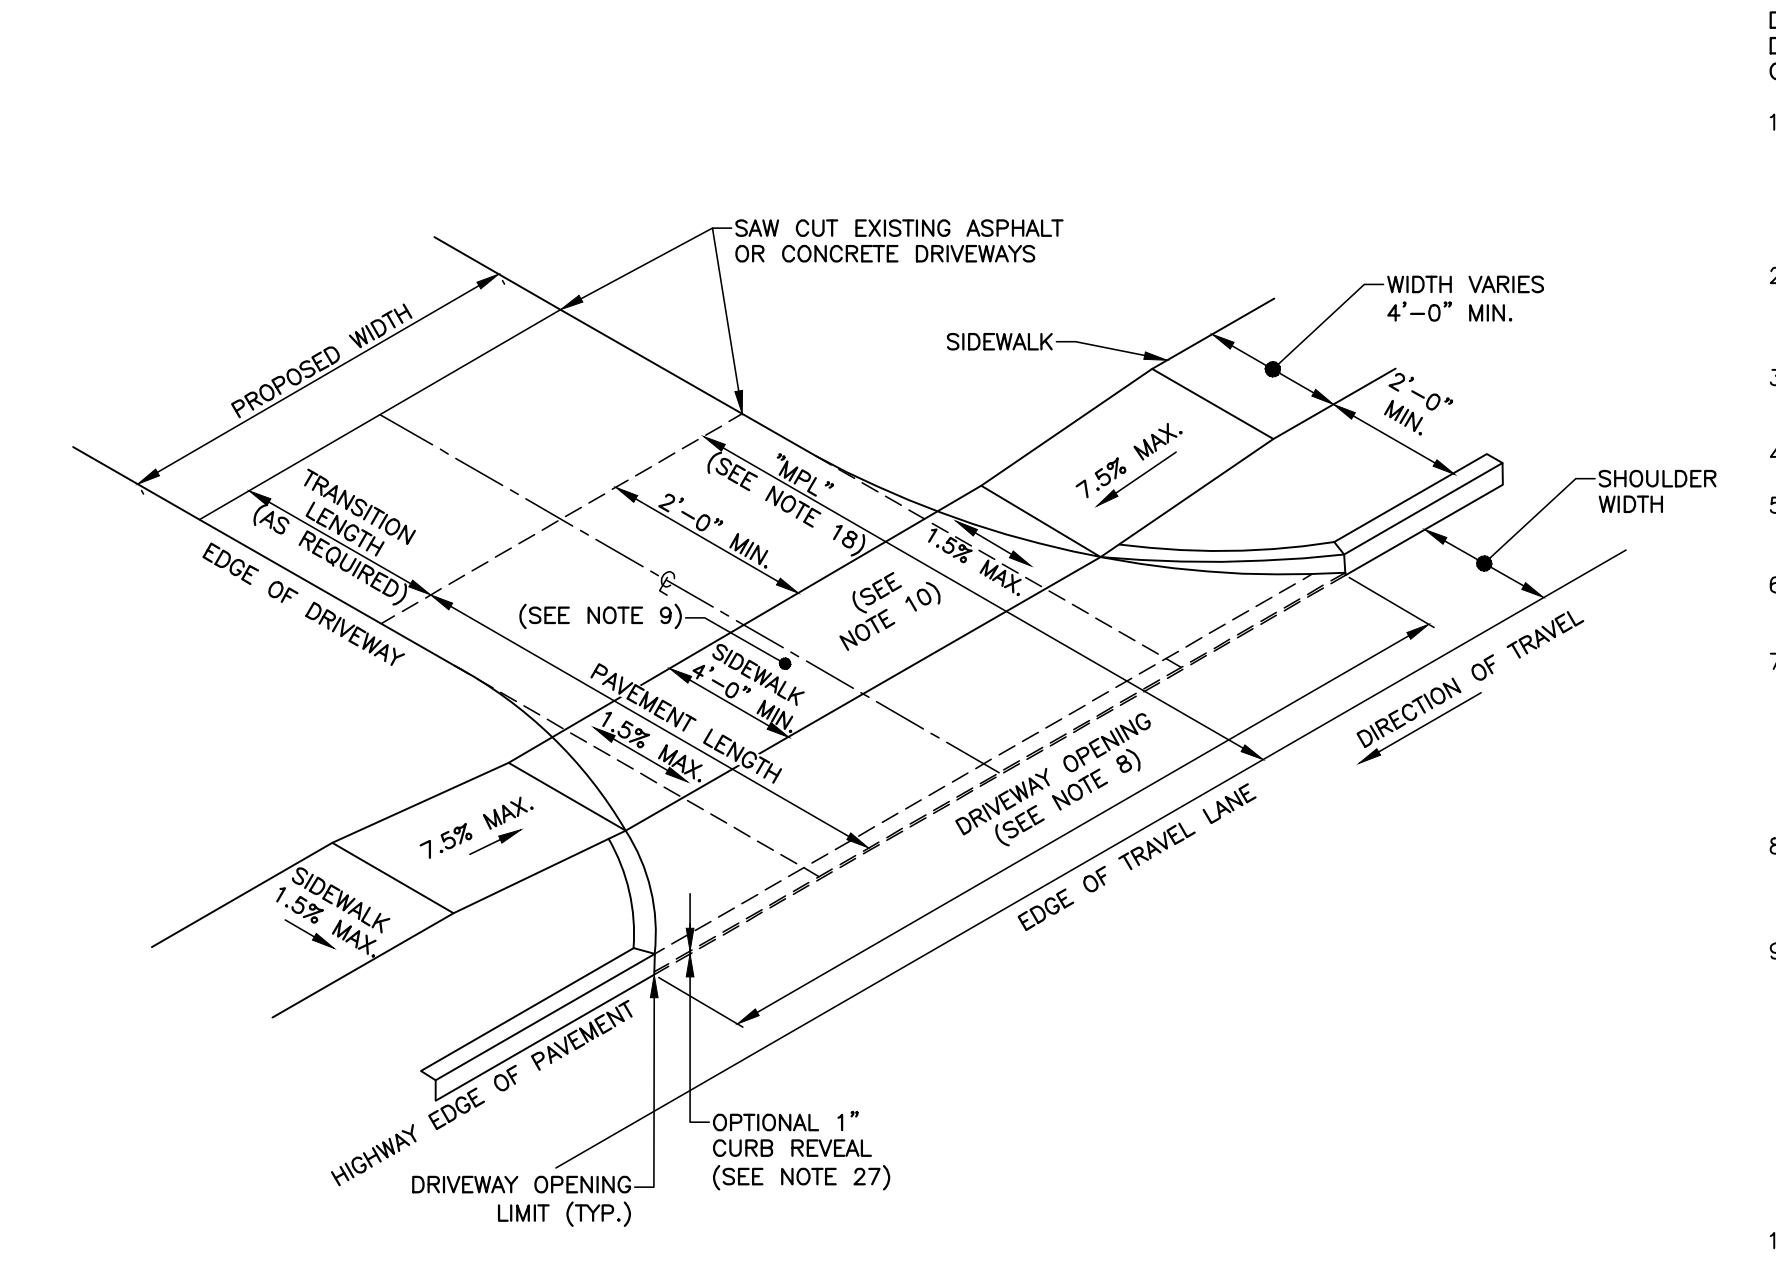 SAW CUT EXISTING ASPHALT
OR CONCRETE DRIVEWAYS
WIDTH VARIES
4'-0" MIN.
SIDEWALK
PROPOSED WIDTH
2'-0"
MIN.
7.5% MAX.
SHOULDER
WIDTH
"MPL"
(SEE NOTE 18)
TRANSITION
LENGTH
(AS REQUIRED)
2'-0" MIN.
1.5% MAX.
EDGE OF DRIVEWAY
℄
(SEE NOTE 9)
(SEE
NOTE 10)
SIDEWALK
4'-0" MIN.
PAVEMENT LENGTH
1.5% MAX.
DIRECTION OF TRAVEL
DRIVEWAY OPENING
(SEE NOTE 8)
EDGE OF TRAVEL LANE
7.5% MAX.
SIDEWALK
1.5% MAX.
HIGHWAY EDGE OF PAVEMENT
OPTIONAL 1"
CURB REVEAL
(SEE NOTE 27)
DRIVEWAY OPENING
LIMIT (TYP.)